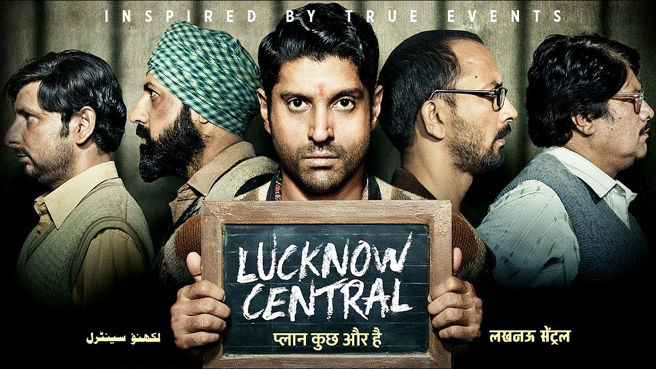 INSPIRED BY TRUE EVENTS
LUCKNOW
CENTRAL
प्लान कुछ और है
لکھنؤ سینٹرل
लखनऊ सेंट्रल